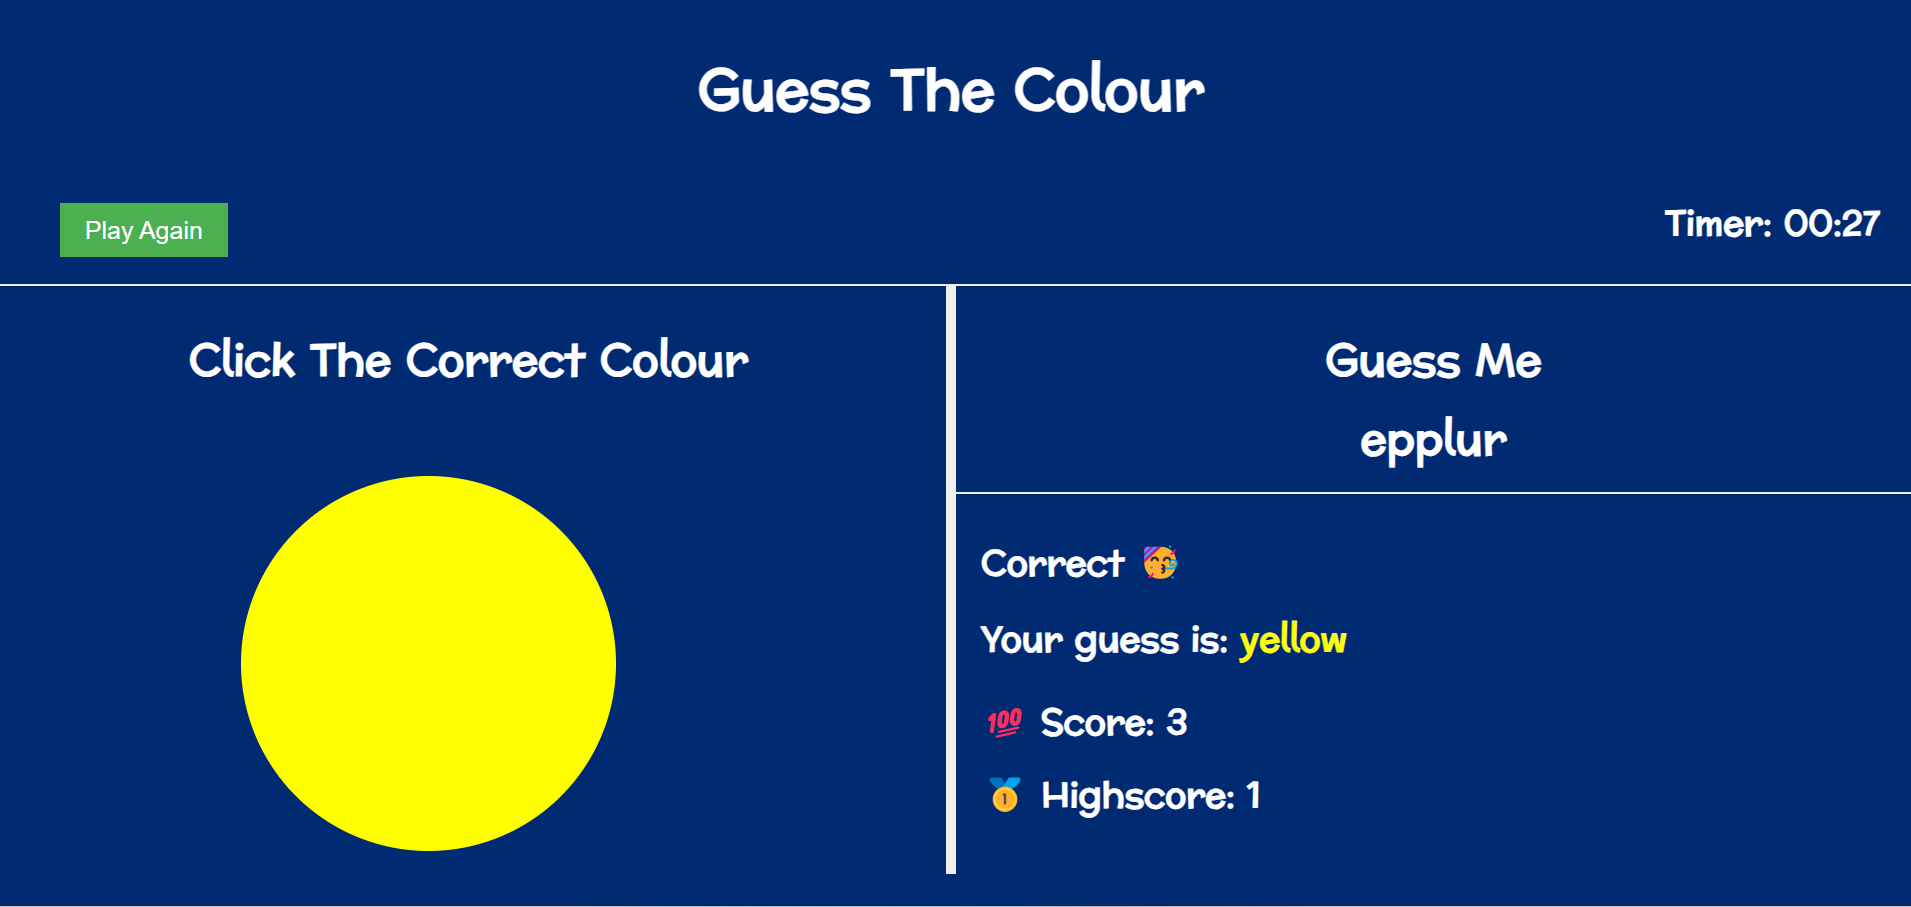 Guess The Colour
Play Again
Timer: 00:27
Click The Correct Colour
Guess Me
epplur
Correct 🥳
Your guess is: yellow
💯 Score: 3
🥇 Highscore: 1